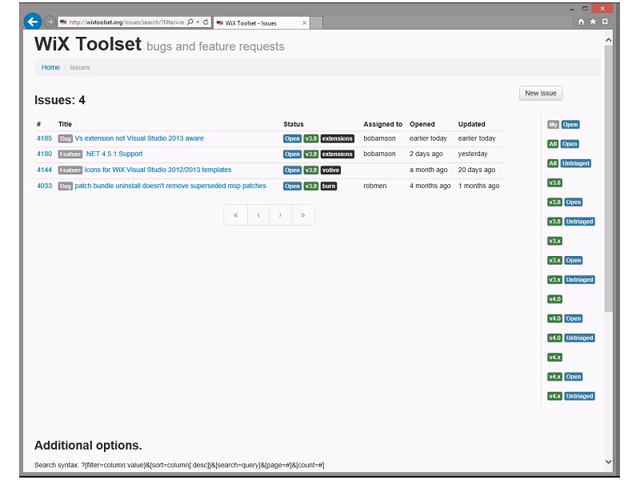 http://wixtoolset.org/issues/search/?filter=re
WiX Toolset - Issues
WiX Toolset bugs and feature requests
Home / Issues
Issues: 4
New issue
# Title Status Assigned to Opened Updated
4185 Bug Vs extension not Visual Studio 2013 aware Open v3.8 extensions bobarnson earlier today earlier today
4180 Feature .NET 4.5.1 Support Open v3.8 extensions bobarnson 2 days ago yesterday
4144 Feature Icons for WiX Visual Studio 2012/2013 templates Open v3.8 votive a month ago 20 days ago
4033 Bug patch bundle uninstall doesn't remove superseded msp patches Open v3.8 burn robmen 4 months ago 1 months ago
« ‹ › »
My Open
All Open
All Untriaged
v3.8
v3.8 Open
v3.8 Untriaged
v3.x
v3.x Open
v3.x Untriaged
v4.0
v4.0 Open
v4.0 Untriaged
v4.x
v4.x Open
v4.x Untriaged
Additional options.
Search syntax: ?[filter=column:value]&[sort=column[:desc]]&[search=query]&[page=#]&[count=#]